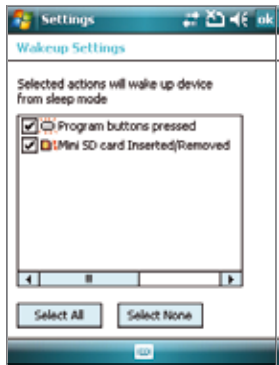 Settings
ok
Wakeup Settings
Selected actions will wake up device
from sleep mode
Program buttons pressed
Mini SD card Inserted/Removed
Select All Select None